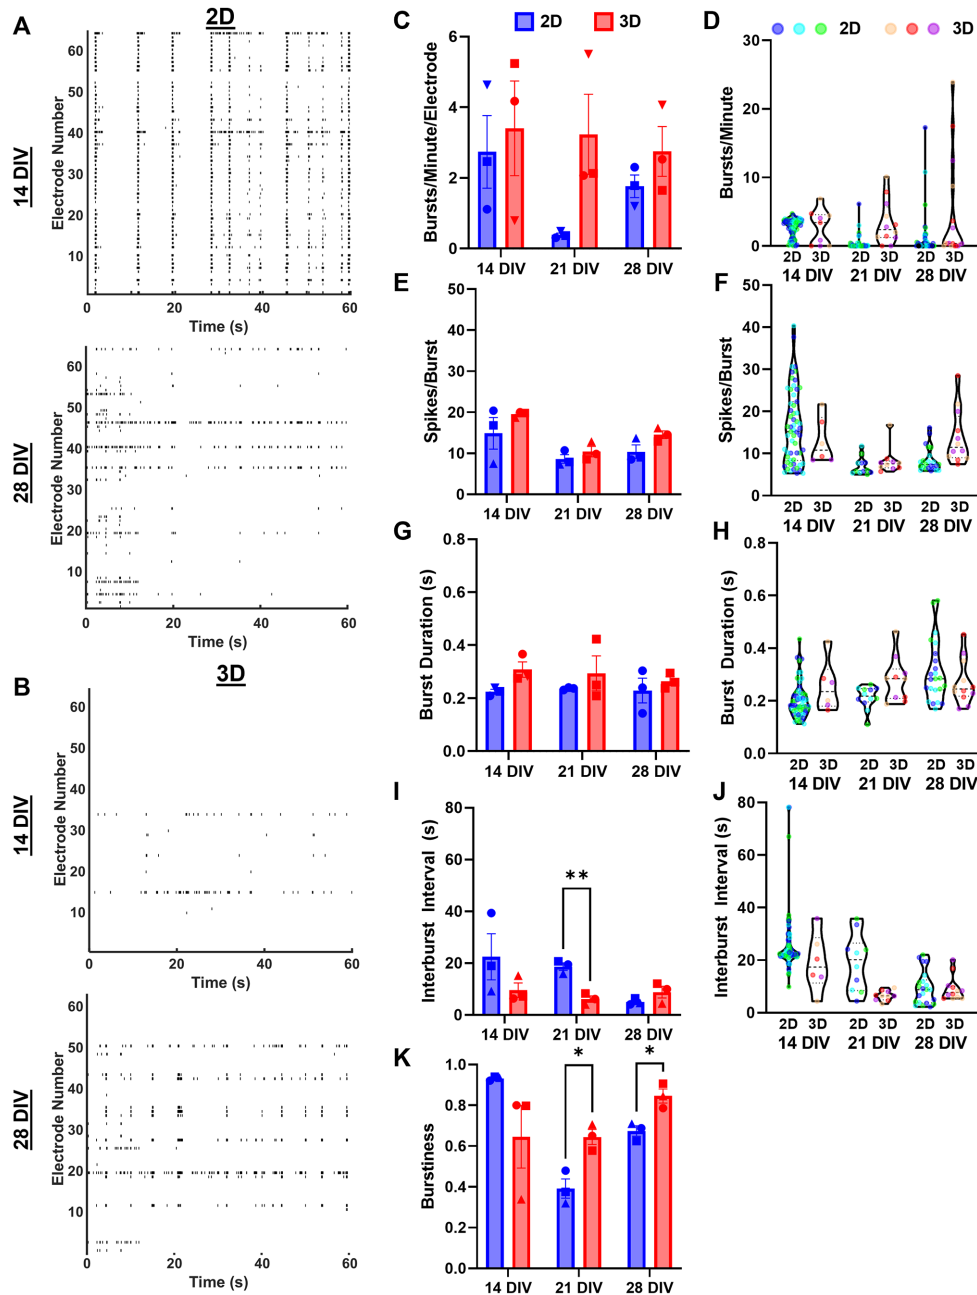 A
2D
14 DIV
Electrode Number
60
50
40
30
20
10
0
20
40
60
Time (s)
28 DIV
Electrode Number
60
50
40
30
20
10
0
20
40
60
Time (s)
B
3D
14 DIV
Electrode Number
60
50
40
30
20
10
0
20
40
60
Time (s)
28 DIV
Electrode Number
50
40
30
20
10
0
20
40
60
Time (s)
C
2D
3D
Bursts/Minute/Electrode
6
4
2
0
14 DIV
21 DIV
28 DIV
D
2D
3D
Bursts/Minute
30
20
10
0
2D 3D 2D 3D 2D 3D
14 DIV 21 DIV 28 DIV
E
Spikes/Burst
50
40
30
20
10
0
14 DIV
21 DIV
28 DIV
F
Spikes/Burst
50
40
30
20
10
0
2D 3D 2D 3D 2D 3D
14 DIV 21 DIV 28 DIV
G
Burst Duration (s)
0.8
0.6
0.4
0.2
0.0
14 DIV
21 DIV
28 DIV
H
Burst Duration (s)
0.8
0.6
0.4
0.2
0.0
2D 3D 2D 3D 2D 3D
14 DIV 21 DIV 28 DIV
I
Interburst Interval (s)
80
60
40
20
0
**
14 DIV
21 DIV
28 DIV
J
Interburst Interval (s)
80
60
40
20
0
2D 3D 2D 3D 2D 3D
14 DIV 21 DIV 28 DIV
K
Burstiness
1.0
0.8
0.6
0.4
0.2
0.0
*
*
14 DIV
21 DIV
28 DIV